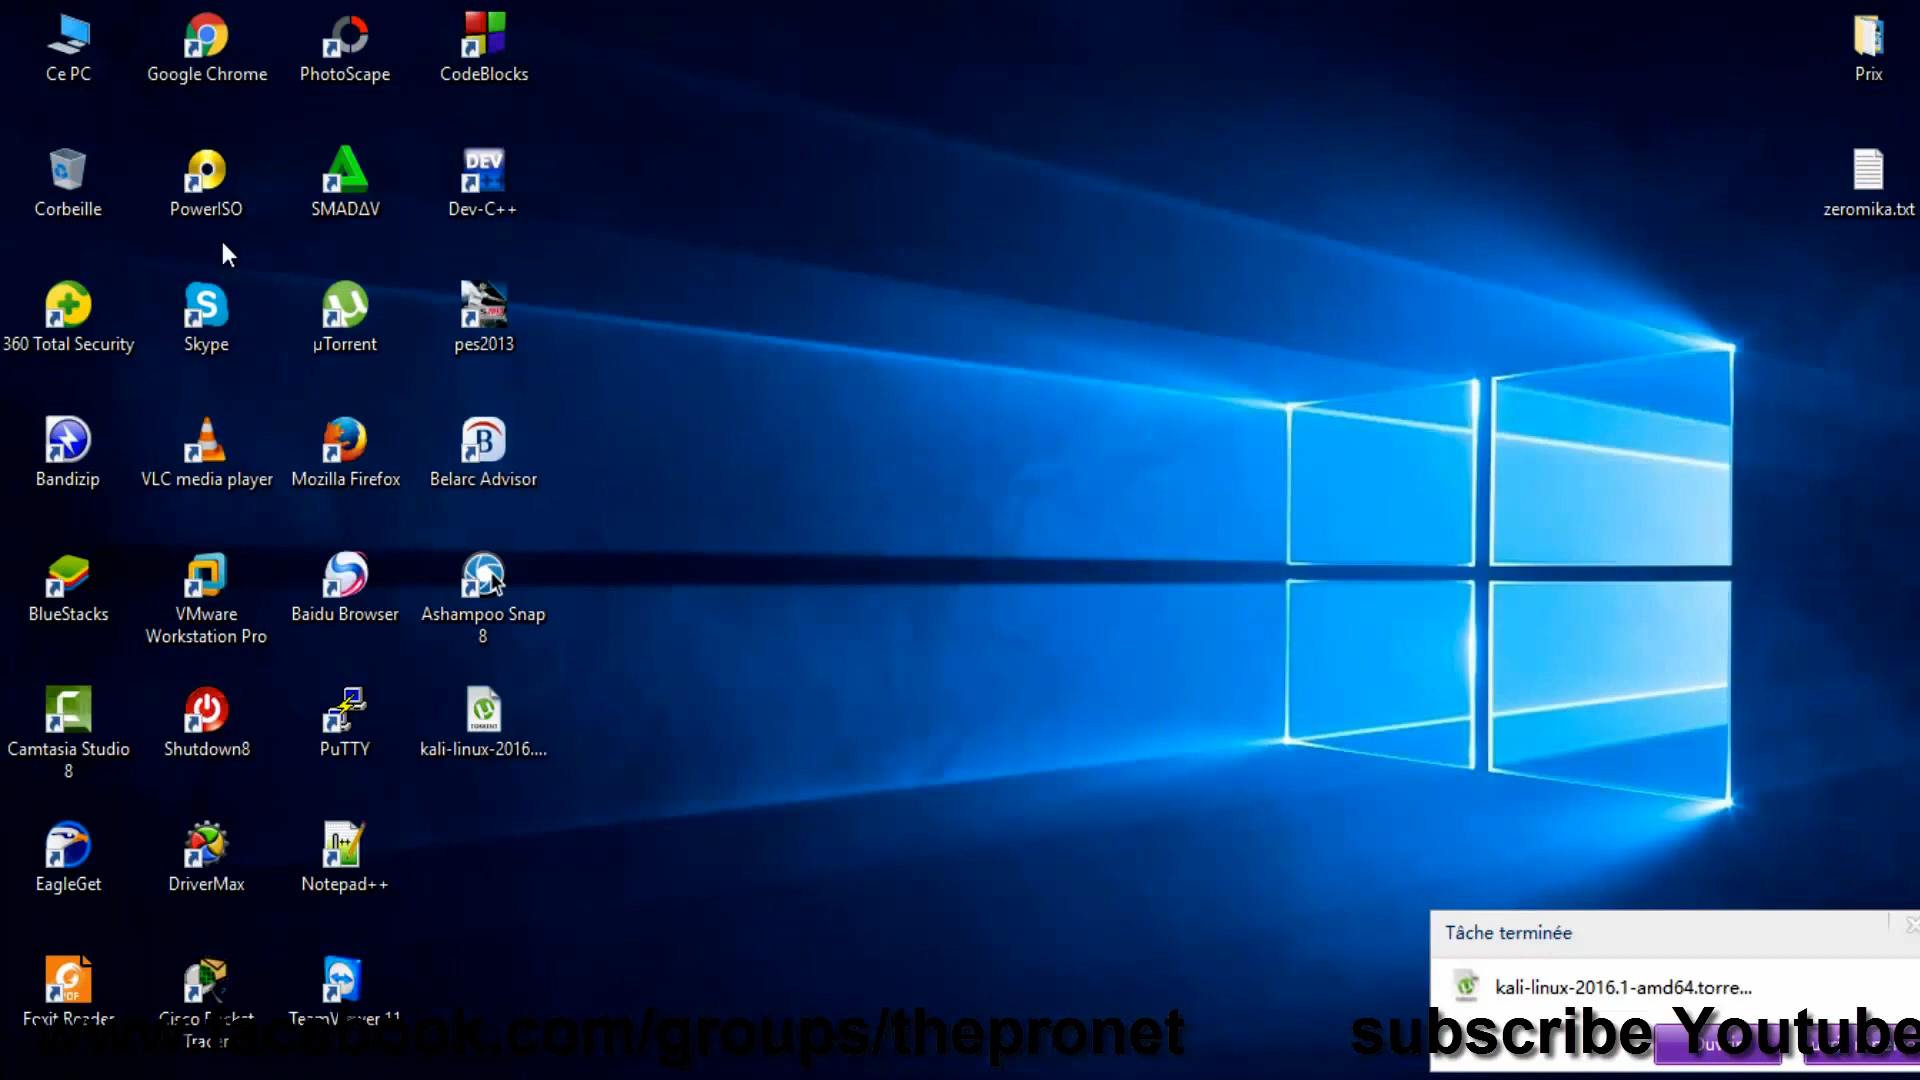 Ce PC
Google Chrome
PhotoScape
CodeBlocks
Prix
Corbeille
PowerISO
SMADΔV
DEV
Dev-C++
zeromika.txt
360 Total Security
Skype
µTorrent
pes2013
Bandizip
VLC media player
Mozilla Firefox
Belarc Advisor
BlueStacks
VMware
Workstation Pro
Baidu Browser
Ashampoo Snap
8
Camtasia Studio
8
Shutdown8
PuTTY
TORRENT
kali-linux-2016....
EagleGet
DriverMax
Notepad++
Tâche terminée
kali-linux-2016.1-amd64.torre...
Foxit Reader
Cisco Packet
Tracer
TeamViewer 11
www.facebook.com/groups/thepronet
subscribe Youtube